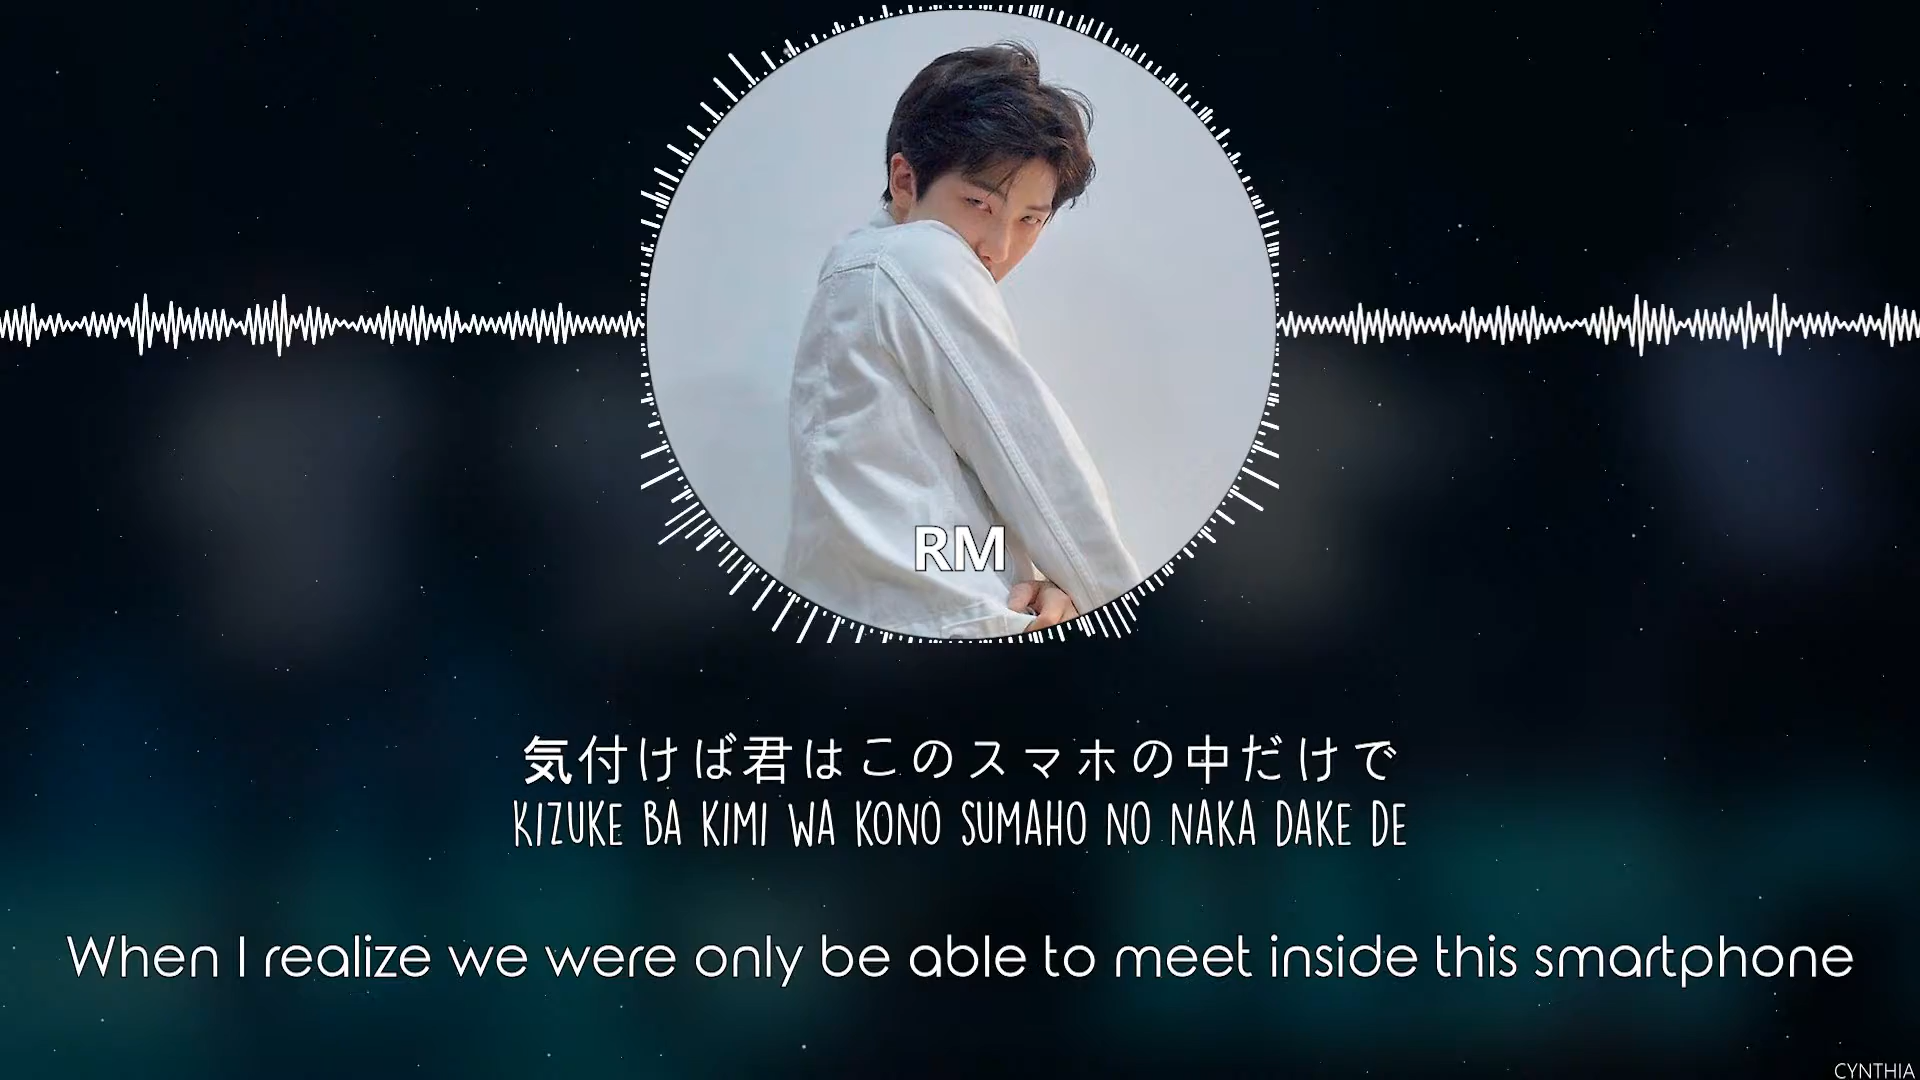 RM
気付けば君はこのスマホの中だけで
KIZUKE BA KIMI WA KONO SUMAHO NO NAKA DAKE DE
When I realize we were only be able to meet inside this smartphone
CYNTHIA